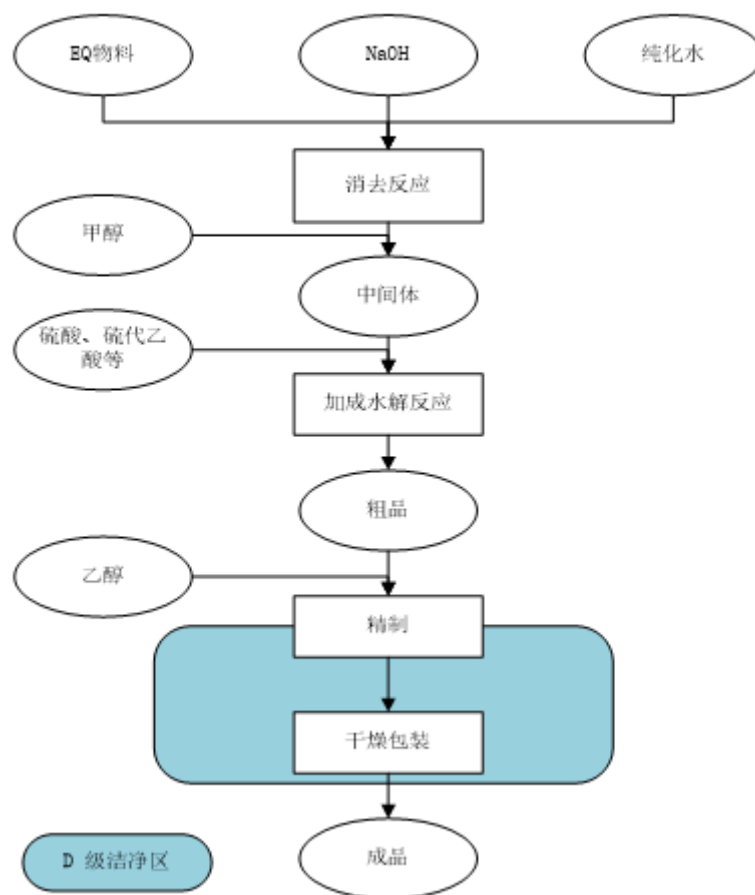 EQ物料
NaOH
纯化水
消去反应
甲醇
中间体
硫酸、硫代乙
酸等
加成水解反应
粗品
乙醇
精制
干燥包装
D 级洁净区
成品